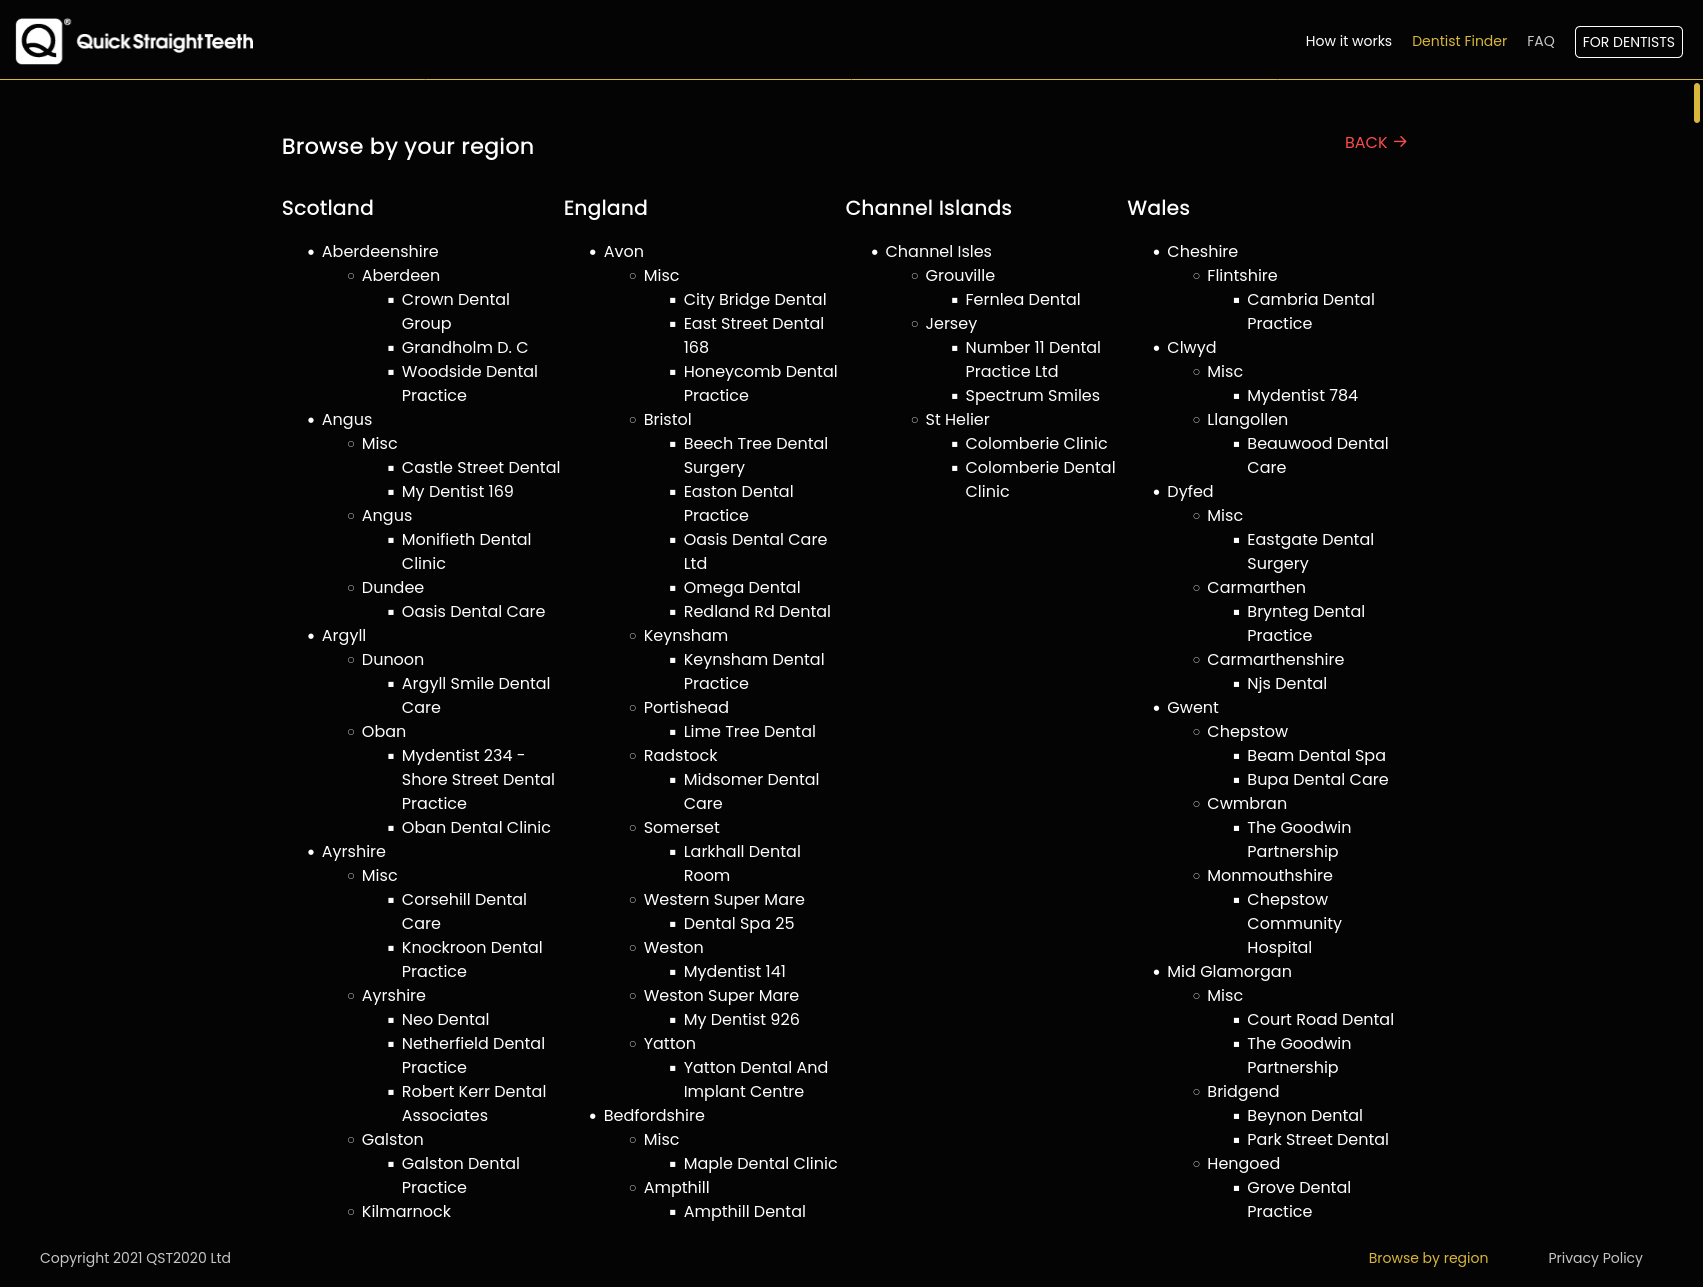 Quick Straight Teeth
®
How it works
Dentist Finder
FAQ
FOR DENTISTS
Browse by your region
BACK →
Scotland
Aberdeenshire
Aberdeen
Crown Dental
Group
Grandholm D. C
Woodside Dental
Practice
Angus
Misc
Castle Street Dental
My Dentist 169
Angus
Monifieth Dental
Clinic
Dundee
Oasis Dental Care
Argyll
Dunoon
Argyll Smile Dental
Care
Oban
Mydentist 234 -
Shore Street Dental
Practice
Oban Dental Clinic
Ayrshire
Misc
Corsehill Dental
Care
Knockroon Dental
Practice
Ayrshire
Neo Dental
Netherfield Dental
Practice
Robert Kerr Dental
Associates
Galston
Galston Dental
Practice
Kilmarnock
England
Avon
Misc
City Bridge Dental
East Street Dental
168
Honeycomb Dental
Practice
Bristol
Beech Tree Dental
Surgery
Easton Dental
Practice
Oasis Dental Care
Ltd
Omega Dental
Redland Rd Dental
Keynsham
Keynsham Dental
Practice
Portishead
Lime Tree Dental
Radstock
Midsomer Dental
Care
Somerset
Larkhall Dental
Room
Western Super Mare
Dental Spa 25
Weston
Mydentist 141
Weston Super Mare
My Dentist 926
Yatton
Yatton Dental And
Implant Centre
Bedfordshire
Misc
Maple Dental Clinic
Ampthill
Ampthill Dental
Channel Islands
Channel Isles
Grouville
Fernlea Dental
Jersey
Number 11 Dental
Practice Ltd
Spectrum Smiles
St Helier
Colomberie Clinic
Colomberie Dental
Clinic
Wales
Cheshire
Flintshire
Cambria Dental
Practice
Clwyd
Misc
Mydentist 784
Llangollen
Beauwood Dental
Care
Dyfed
Misc
Eastgate Dental
Surgery
Carmarthen
Brynteg Dental
Practice
Carmarthenshire
Njs Dental
Gwent
Chepstow
Beam Dental Spa
Bupa Dental Care
Cwmbran
The Goodwin
Partnership
Monmouthshire
Chepstow
Community
Hospital
Mid Glamorgan
Misc
Court Road Dental
The Goodwin
Partnership
Bridgend
Beynon Dental
Park Street Dental
Hengoed
Grove Dental
Practice
Copyright 2021 QST2020 Ltd
Browse by region
Privacy Policy